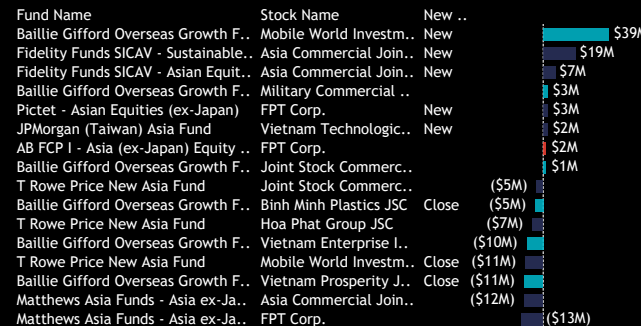 Fund Name Stock Name New ..
Baillie Gifford Overseas Growth F.. Mobile World Investm.. New $39M
Fidelity Funds SICAV - Sustainable.. Asia Commercial Join.. New $19M
Fidelity Funds SICAV - Asian Equit.. Asia Commercial Join.. New $7M
Baillie Gifford Overseas Growth F.. Military Commercial .. $3M
Pictet - Asian Equities (ex-Japan) FPT Corp. New $3M
JPMorgan (Taiwan) Asia Fund Vietnam Technologic.. New $2M
AB FCP I - Asia (ex-Japan) Equity .. FPT Corp. $2M
Baillie Gifford Overseas Growth F.. Joint Stock Commerc.. $1M
T Rowe Price New Asia Fund Joint Stock Commerc.. ($5M)
Baillie Gifford Overseas Growth F.. Binh Minh Plastics JSC Close ($5M)
T Rowe Price New Asia Fund Hoa Phat Group JSC ($7M)
Baillie Gifford Overseas Growth F.. Vietnam Enterprise I.. ($10M)
T Rowe Price New Asia Fund Mobile World Investm.. Close ($11M)
Baillie Gifford Overseas Growth F.. Vietnam Prosperity J.. Close ($11M)
Matthews Asia Funds - Asia ex-Ja.. Asia Commercial Join.. ($12M)
Matthews Asia Funds - Asia ex-Ja.. FPT Corp. ($13M)